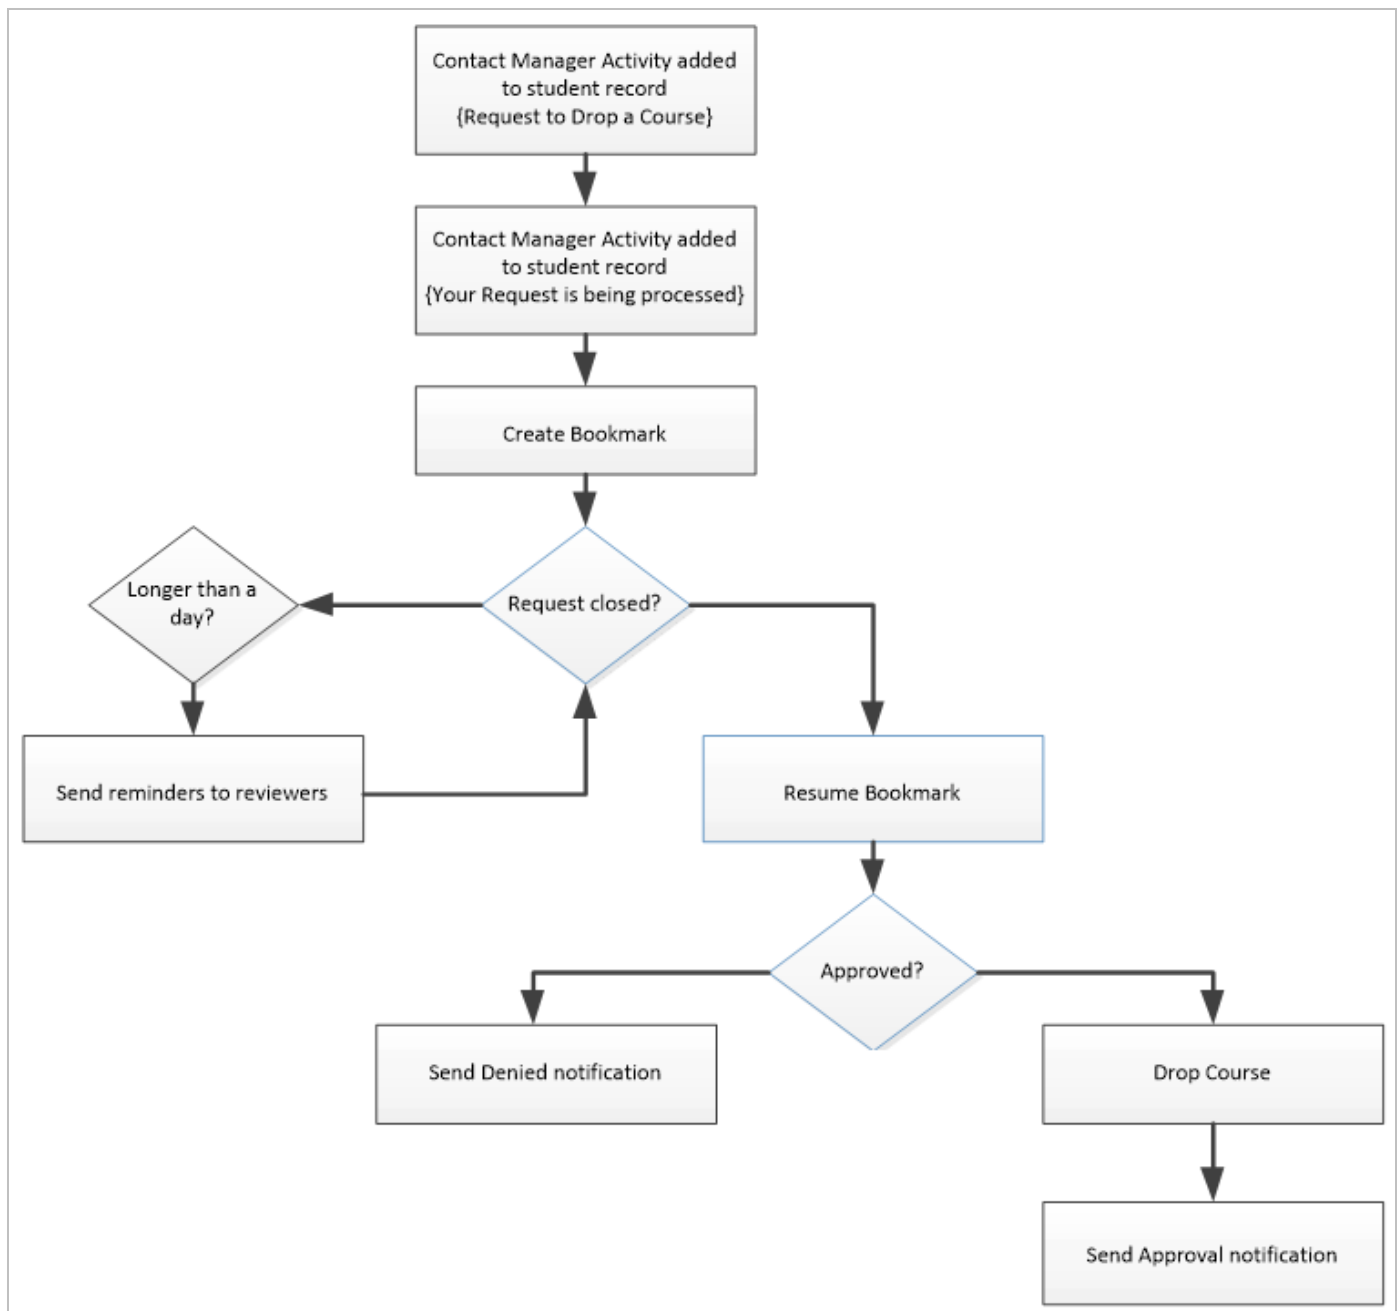 Contact Manager Activity added
to student record
{Request to Drop a Course}
Contact Manager Activity added
to student record
{Your Request is being processed}
Create Bookmark
Longer than a
day?
Request closed?
Send reminders to reviewers
Resume Bookmark
Approved?
Send Denied notification
Drop Course
Send Approval notification